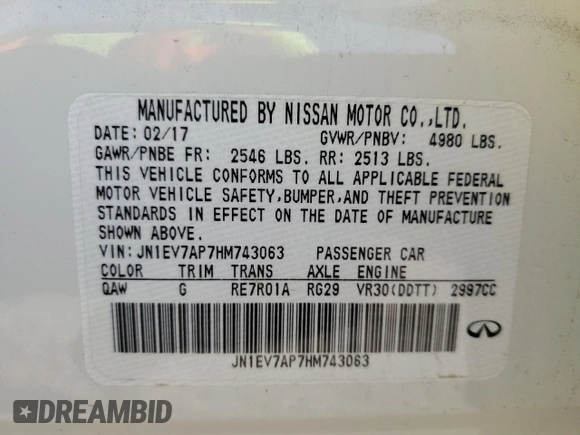 MANUFACTURED BY NISSAN MOTOR CO.,LTD.
DATE: 02/17 GVWR/PNBV: 4980 LBS.
GAWR/PNBE FR: 2546 LBS. RR: 2513 LBS.
THIS VEHICLE CONFORMS TO ALL APPLICABLE FEDERAL
MOTOR VEHICLE SAFETY,BUMPER,AND THEFT PREVENTION
STANDARDS IN EFFECT ON THE DATE OF MANUFACTURE
SHOWN ABOVE.
VIN: JN1EV7AP7HM743063 PASSENGER CAR
COLOR TRIM TRANS AXLE ENGINE
QAW G RE7R01A RG29 VR30(DDTT) 2997CC
JN1EV7AP7HM743063
DREAMBID